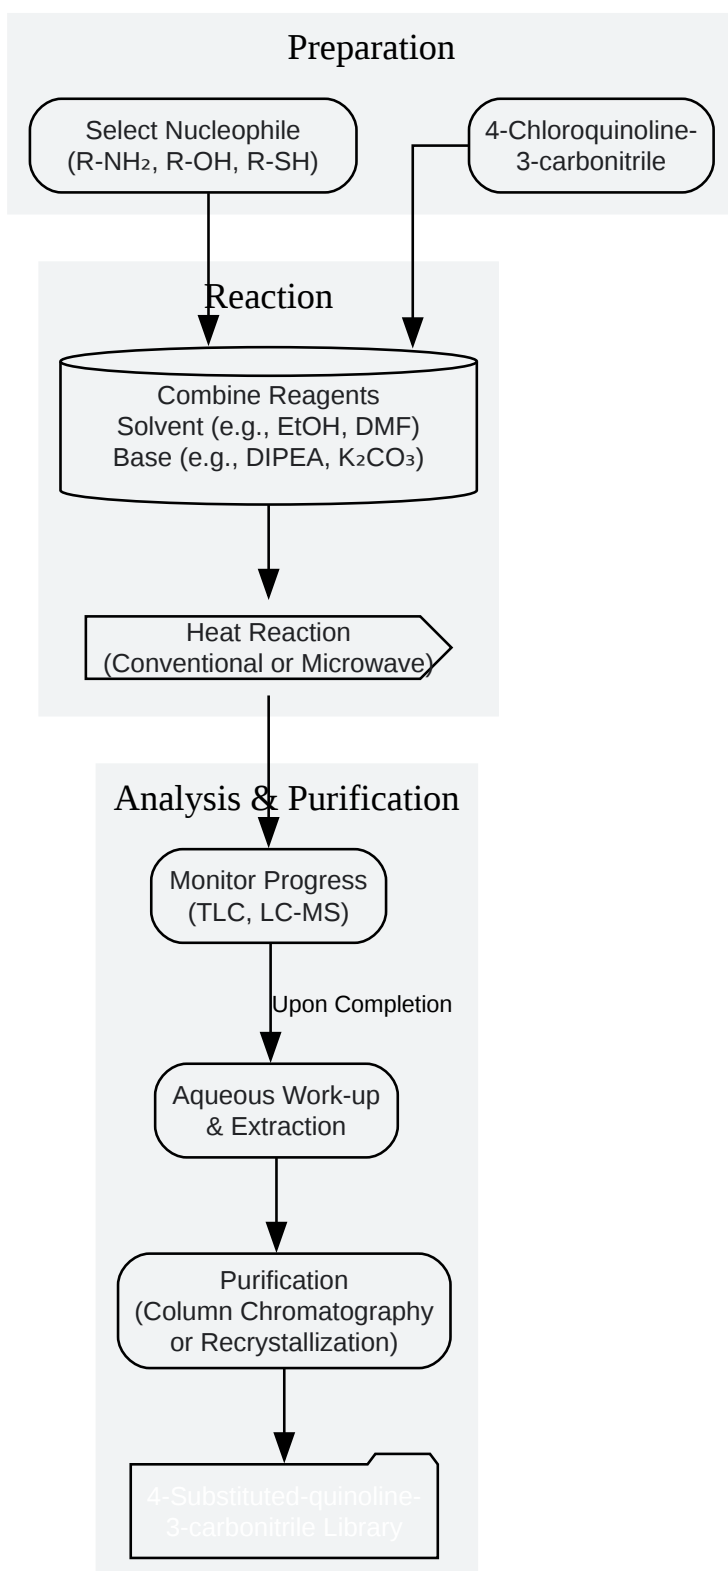 Preparation
Select Nucleophile
(R-NH₂, R-OH, R-SH)
4-Chloroquinoline-
3-carbonitrile
Reaction
Combine Reagents
Solvent (e.g., EtOH, DMF)
Base (e.g., DIPEA, K₂CO₃)
Heat Reaction
(Conventional or Microwave)
Analysis & Purification
Monitor Progress
(TLC, LC-MS)
Upon Completion
Aqueous Work-up
& Extraction
Purification
(Column Chromatography
or Recrystallization)
4-Substituted-quinoline-
3-carbonitrile Library